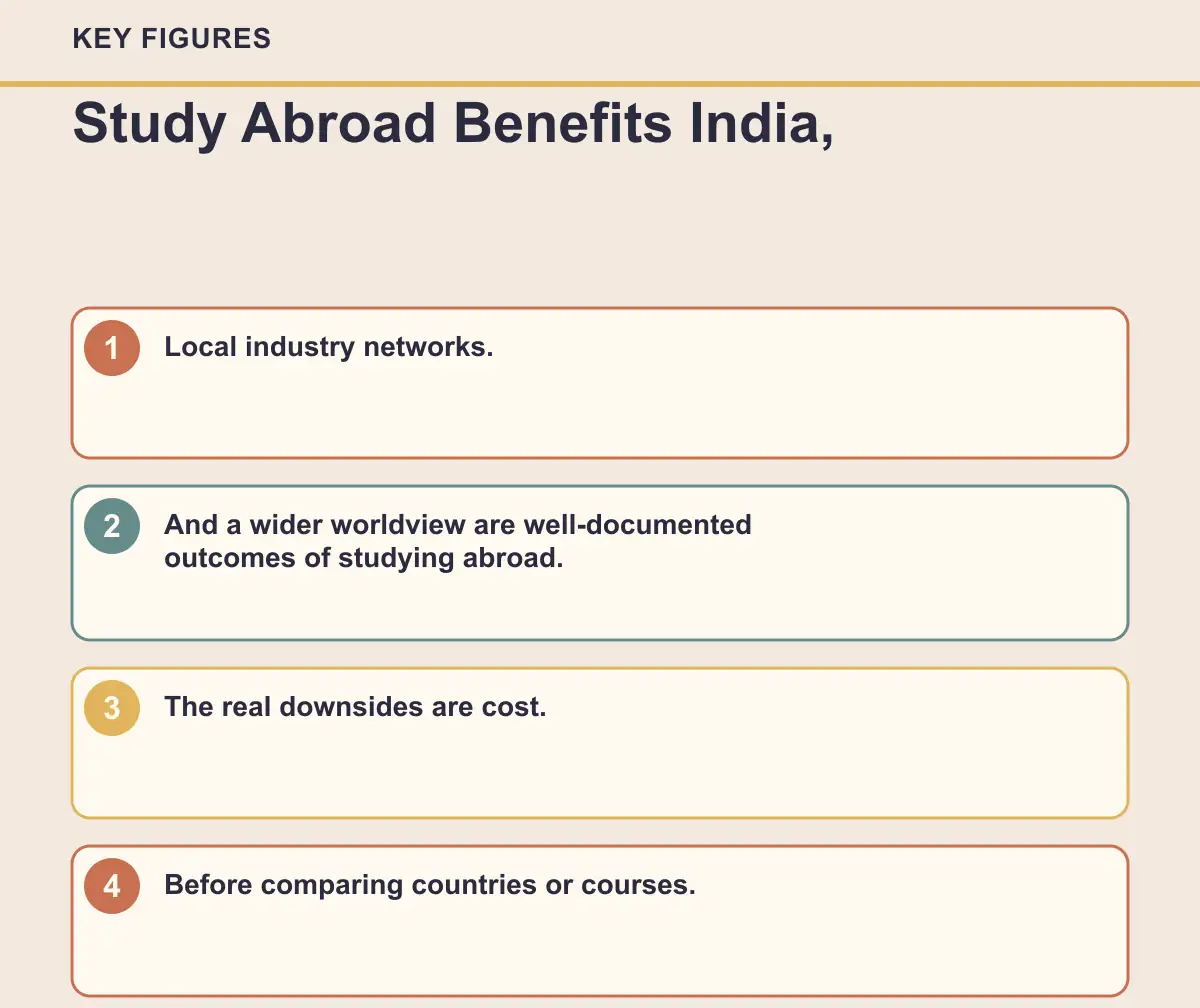 KEY FIGURES
Study Abroad Benefits India,
1
Local industry networks.
2
And a wider worldview are well-documented
outcomes of studying abroad.
3
The real downsides are cost.
4
Before comparing countries or courses.